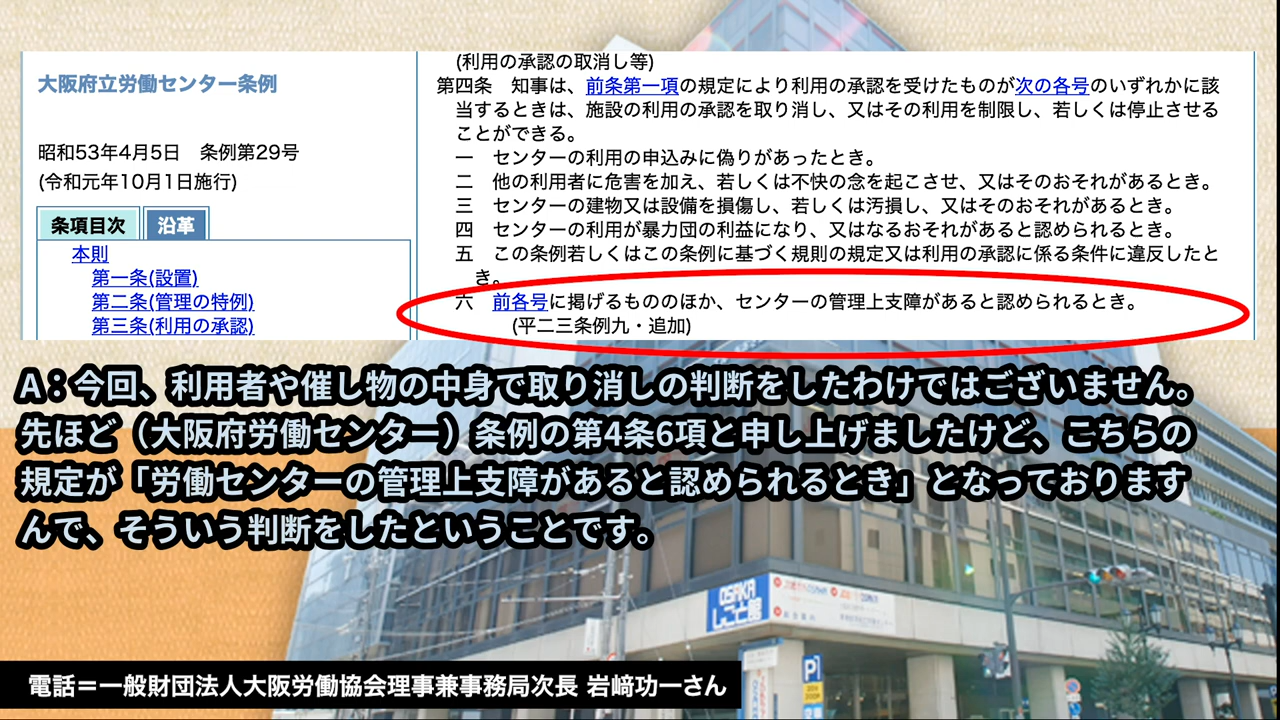 大阪府立労働センター条例
昭和53年4月5日　条例第29号
(令和元年10月1日施行)
条項目次　沿革
本則
第一条(設置)
第二条(管理の特例)
第三条(利用の承認)
(利用の承認の取消し等)
第四条　知事は、前条第一項の規定により利用の承認を受けたものが次の各号のいずれかに該
当するときは、施設の利用の承認を取り消し、又はその利用を制限し、若しくは停止させる
ことができる。
一　センターの利用の申込みに偽りがあったとき。
二　他の利用者に危害を加え、若しくは不快の念を起こさせ、又はそのおそれがあるとき。
三　センターの建物又は設備を損傷し、若しくは汚損し、又はそのおそれがあるとき。
四　センターの利用が暴力団の利益になり、又はなるおそれがあると認められるとき。
五　この条例若しくはこの条例に基づく規則の規定又は利用の承認に係る条件に違反したと
き。
六　前各号に掲げるもののほか、センターの管理上支障があると認められるとき。
(平二三条例九・追加)
A：今回、利用者や催し物の中身で取り消しの判断をしたわけではございません。
先ほど（大阪府労働センター）条例の第4条6項と申し上げましたけど、こちらの
規定が「労働センターの管理上支障があると認められるとき」となっております
んで、そういう判断をしたということです。
OSAKA
しごと館
P
電話＝一般財団法人大阪労働協会理事兼事務局次長 岩﨑功一さん